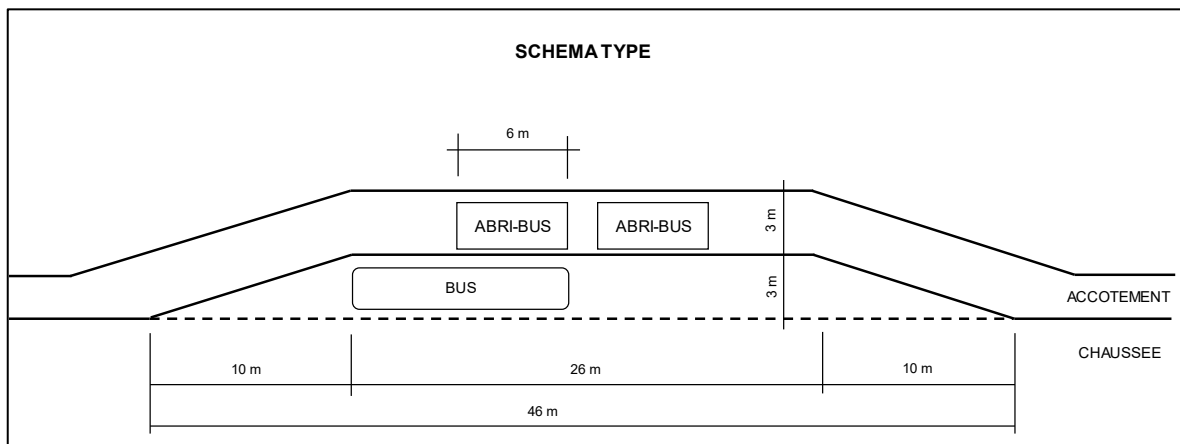 SCHEMA TYPE
6 m
ABRI-BUS
ABRI-BUS
3 m
BUS
3 m
ACCOTEMENT
CHAUSSEE
10 m
26 m
10 m
46 m